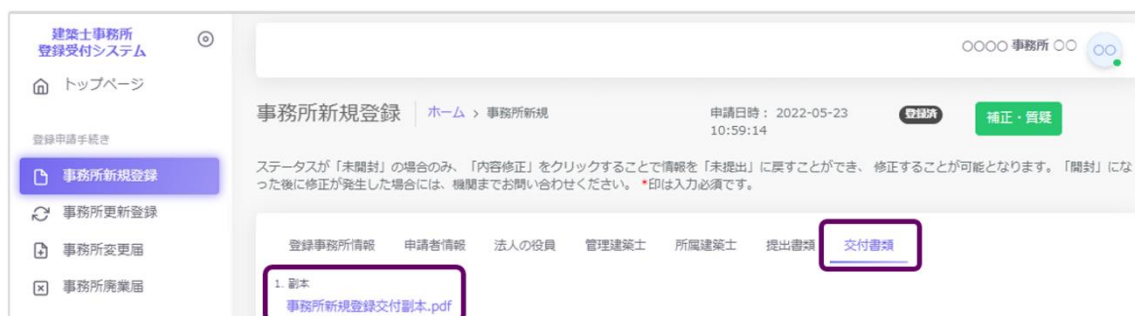 建築士事務所
登録受付システム
トップページ
登録申請手続き
事務所新規登録
事務所更新登録
事務所変更届
事務所廃業届
○○○○ 事務所 ○○
○○
事務所新規登録
ホーム > 事務所新規
申請日時: 2022-05-23
10:59:14
登録済
補正・質疑
ステータスが「未開封」の場合のみ、「内容修正」をクリックすることで情報を「未提出」に戻すことができ、 修正することが可能となります。「開封」にな
った後に修正が発生した場合には、機関までお問い合わせください。 *印は入力必須です。
登録事務所情報 申請者情報 法人の役員 管理建築士 所属建築士 提出書類 交付書類
1. 副本
事務所新規登録交付副本.pdf